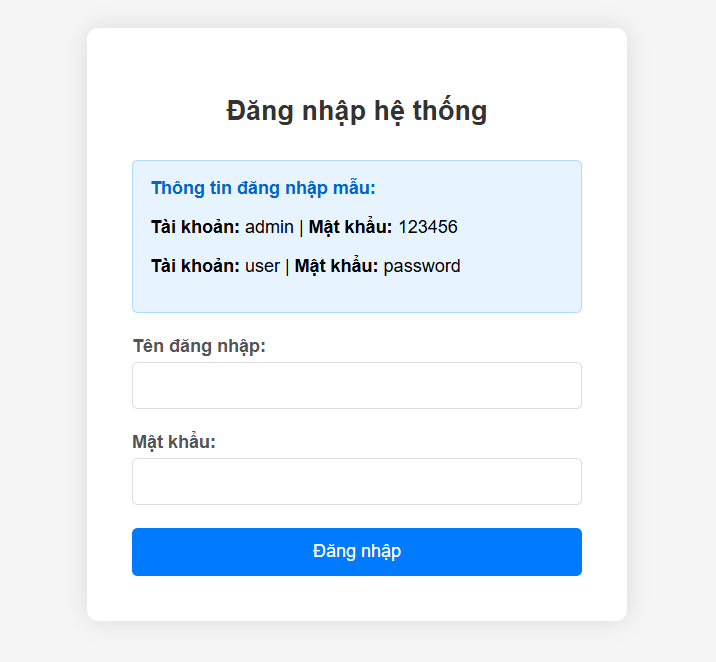 Đăng nhập hệ thống
Thông tin đăng nhập mẫu:
Tài khoản: admin | Mật khẩu: 123456
Tài khoản: user | Mật khẩu: password
Tên đăng nhập:
Mật khẩu:
Đăng nhập